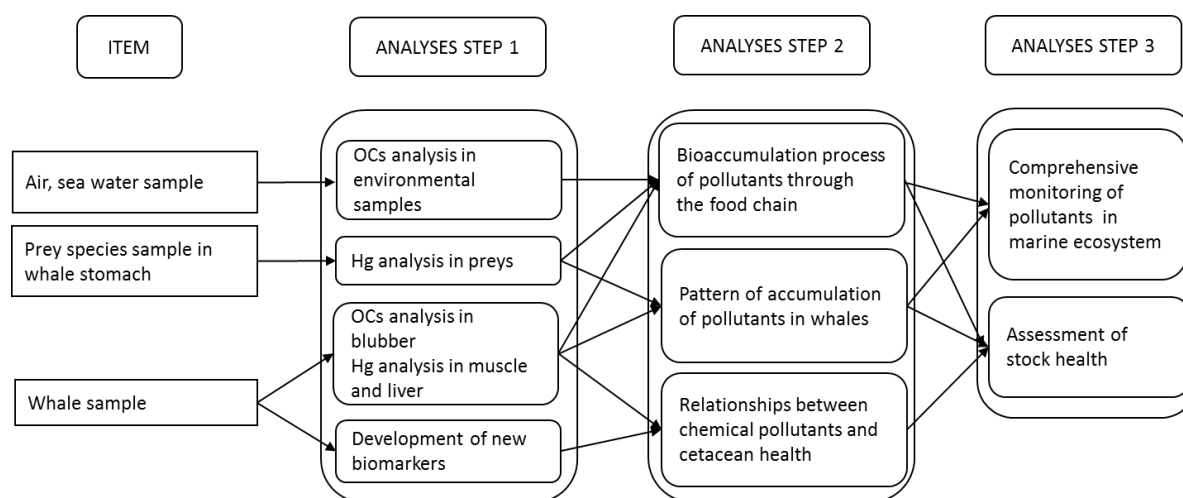 ITEM
ANALYSES STEP 1
ANALYSES STEP 2
ANALYSES STEP 3
Air, sea water sample
Prey species sample in
whale stomach
Whale sample
OCs analysis in
environmental
samples
Hg analysis in preys
OCs analysis in
blubber
Hg analysis in muscle
and liver
Development of new
biomarkers
Bioaccumulation process
of pollutants through
the food chain
Pattern of accumulation
of pollutants in whales
Relationships between
chemical pollutants and
cetacean health
Comprehensive
monitoring of
pollutants in
marine ecosystem
Assessment of
stock health